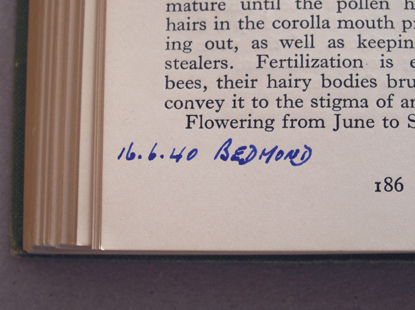 mature until the pollen h
hairs in the corolla mouth p
ing out, as well as keepin
stealers. Fertilization is e
bees, their hairy bodies bru
convey it to the stigma of an
Flowering from June to S
16.6.40 BEDMOND
186